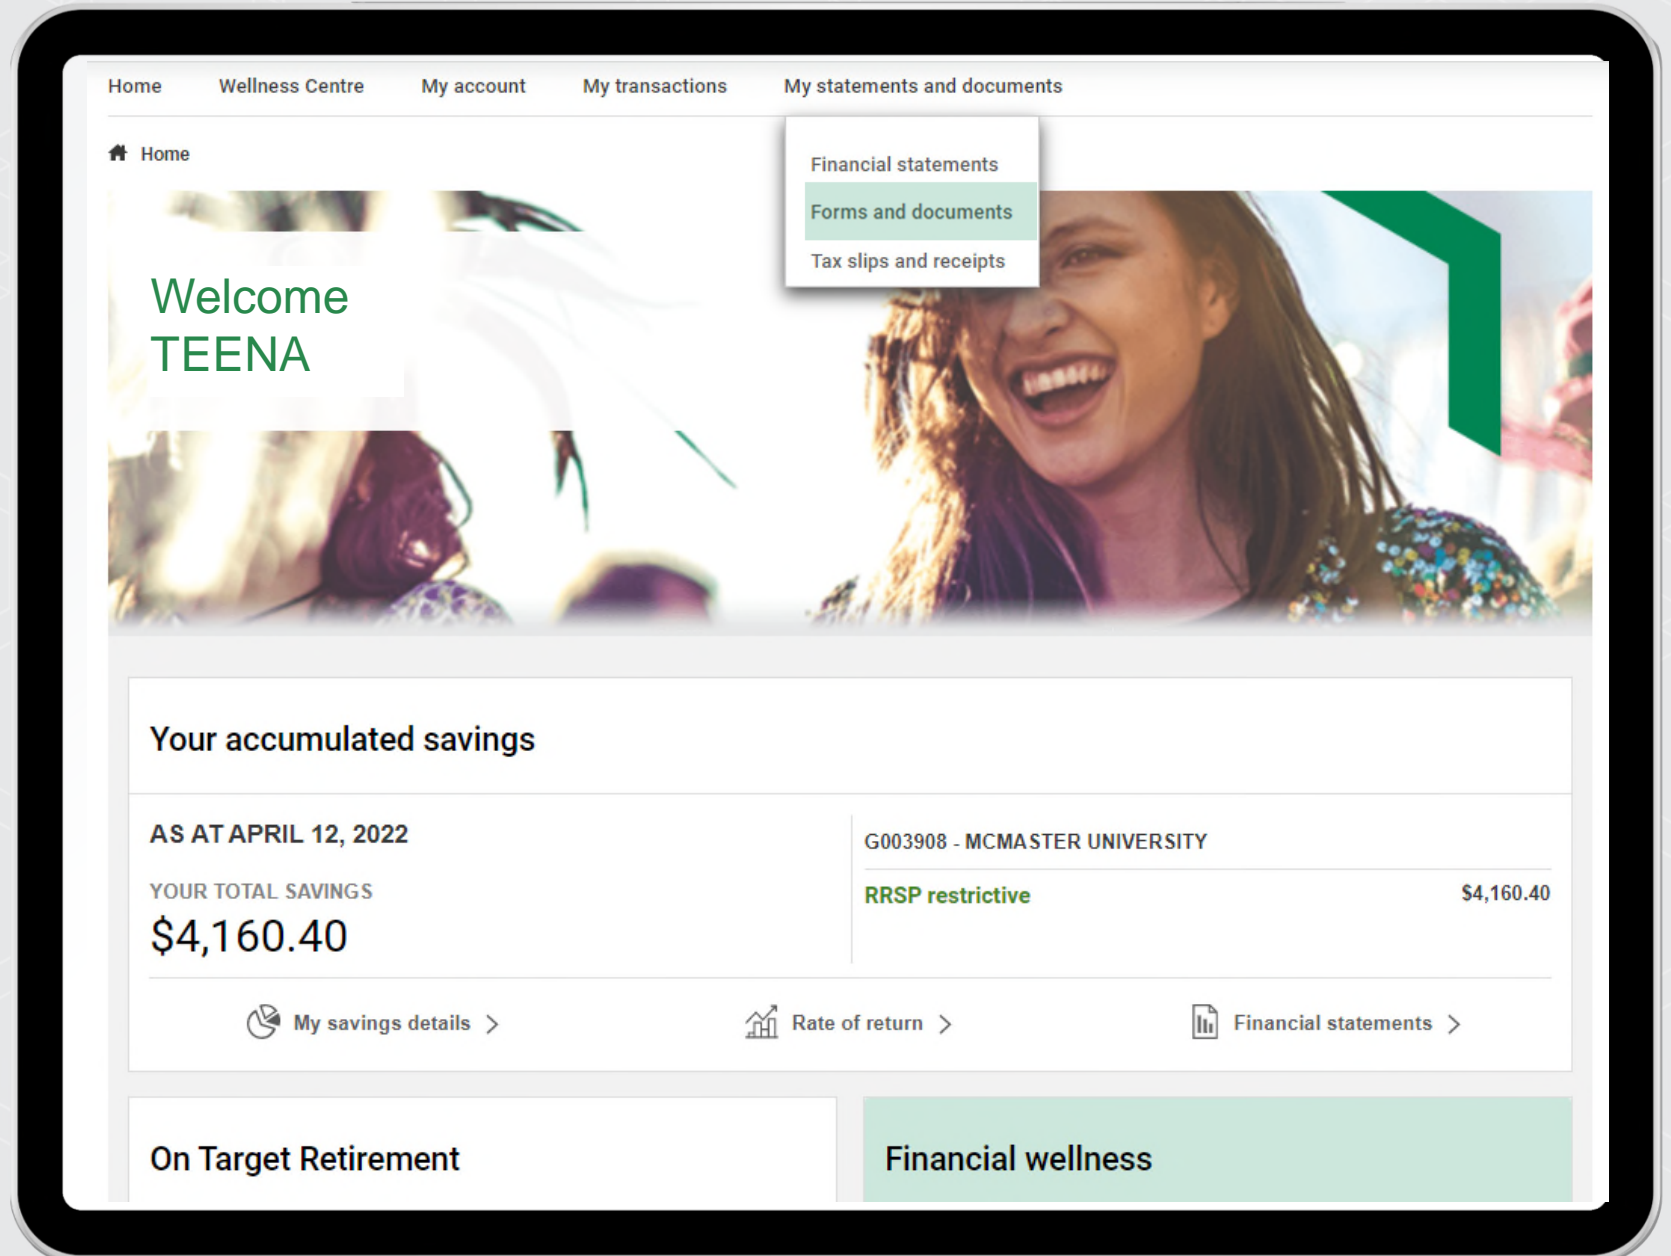 Home Wellness Centre My account My transactions My statements and documents
Home
Financial statements
Forms and documents
Tax slips and receipts
Welcome
TEENA
Your accumulated savings
AS AT APRIL 12, 2022
YOUR TOTAL SAVINGS
$4,160.40
G003908 - MCMASTER UNIVERSITY
RRSP restrictive $4,160.40
My savings details Rate of return Financial statements
On Target Retirement
Financial wellness